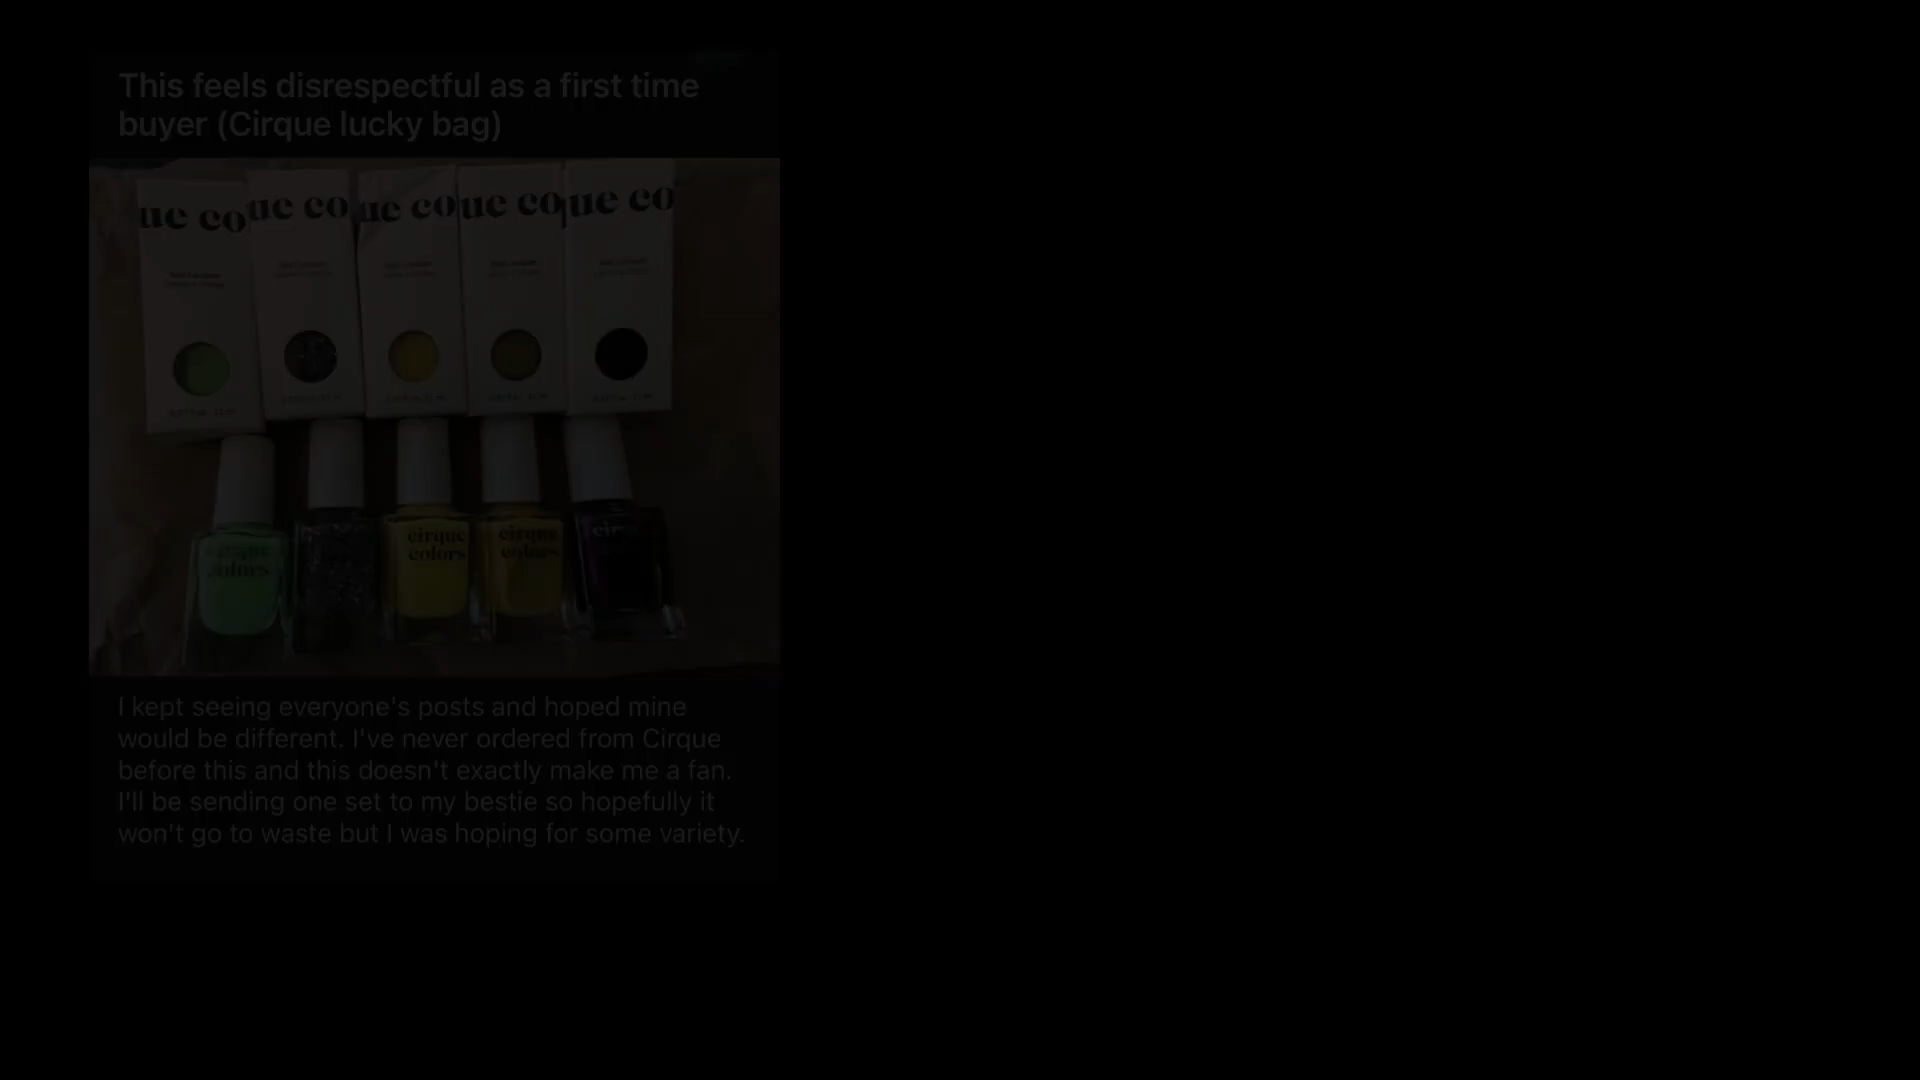 This feels disrespectful as a first time
buyer (Cirque lucky bag)
ue co ue co ue co ue co ue co
cirque colors cirque colors cirque colors
I kept seeing everyone's posts and hoped mine
would be different. I've never ordered from Cirque
before this and this doesn't exactly make me a fan.
I'll be sending one set to my bestie so hopefully it
won't go to waste but I was hoping for some variety.